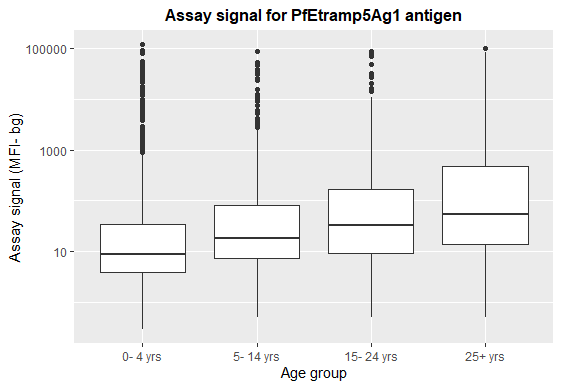 Assay signal for PfEtramp5Ag1 antigen
Assay signal (MFI- bg)
100000
1000
10
0- 4 yrs
5- 14 yrs
15- 24 yrs
25+ yrs
Age group